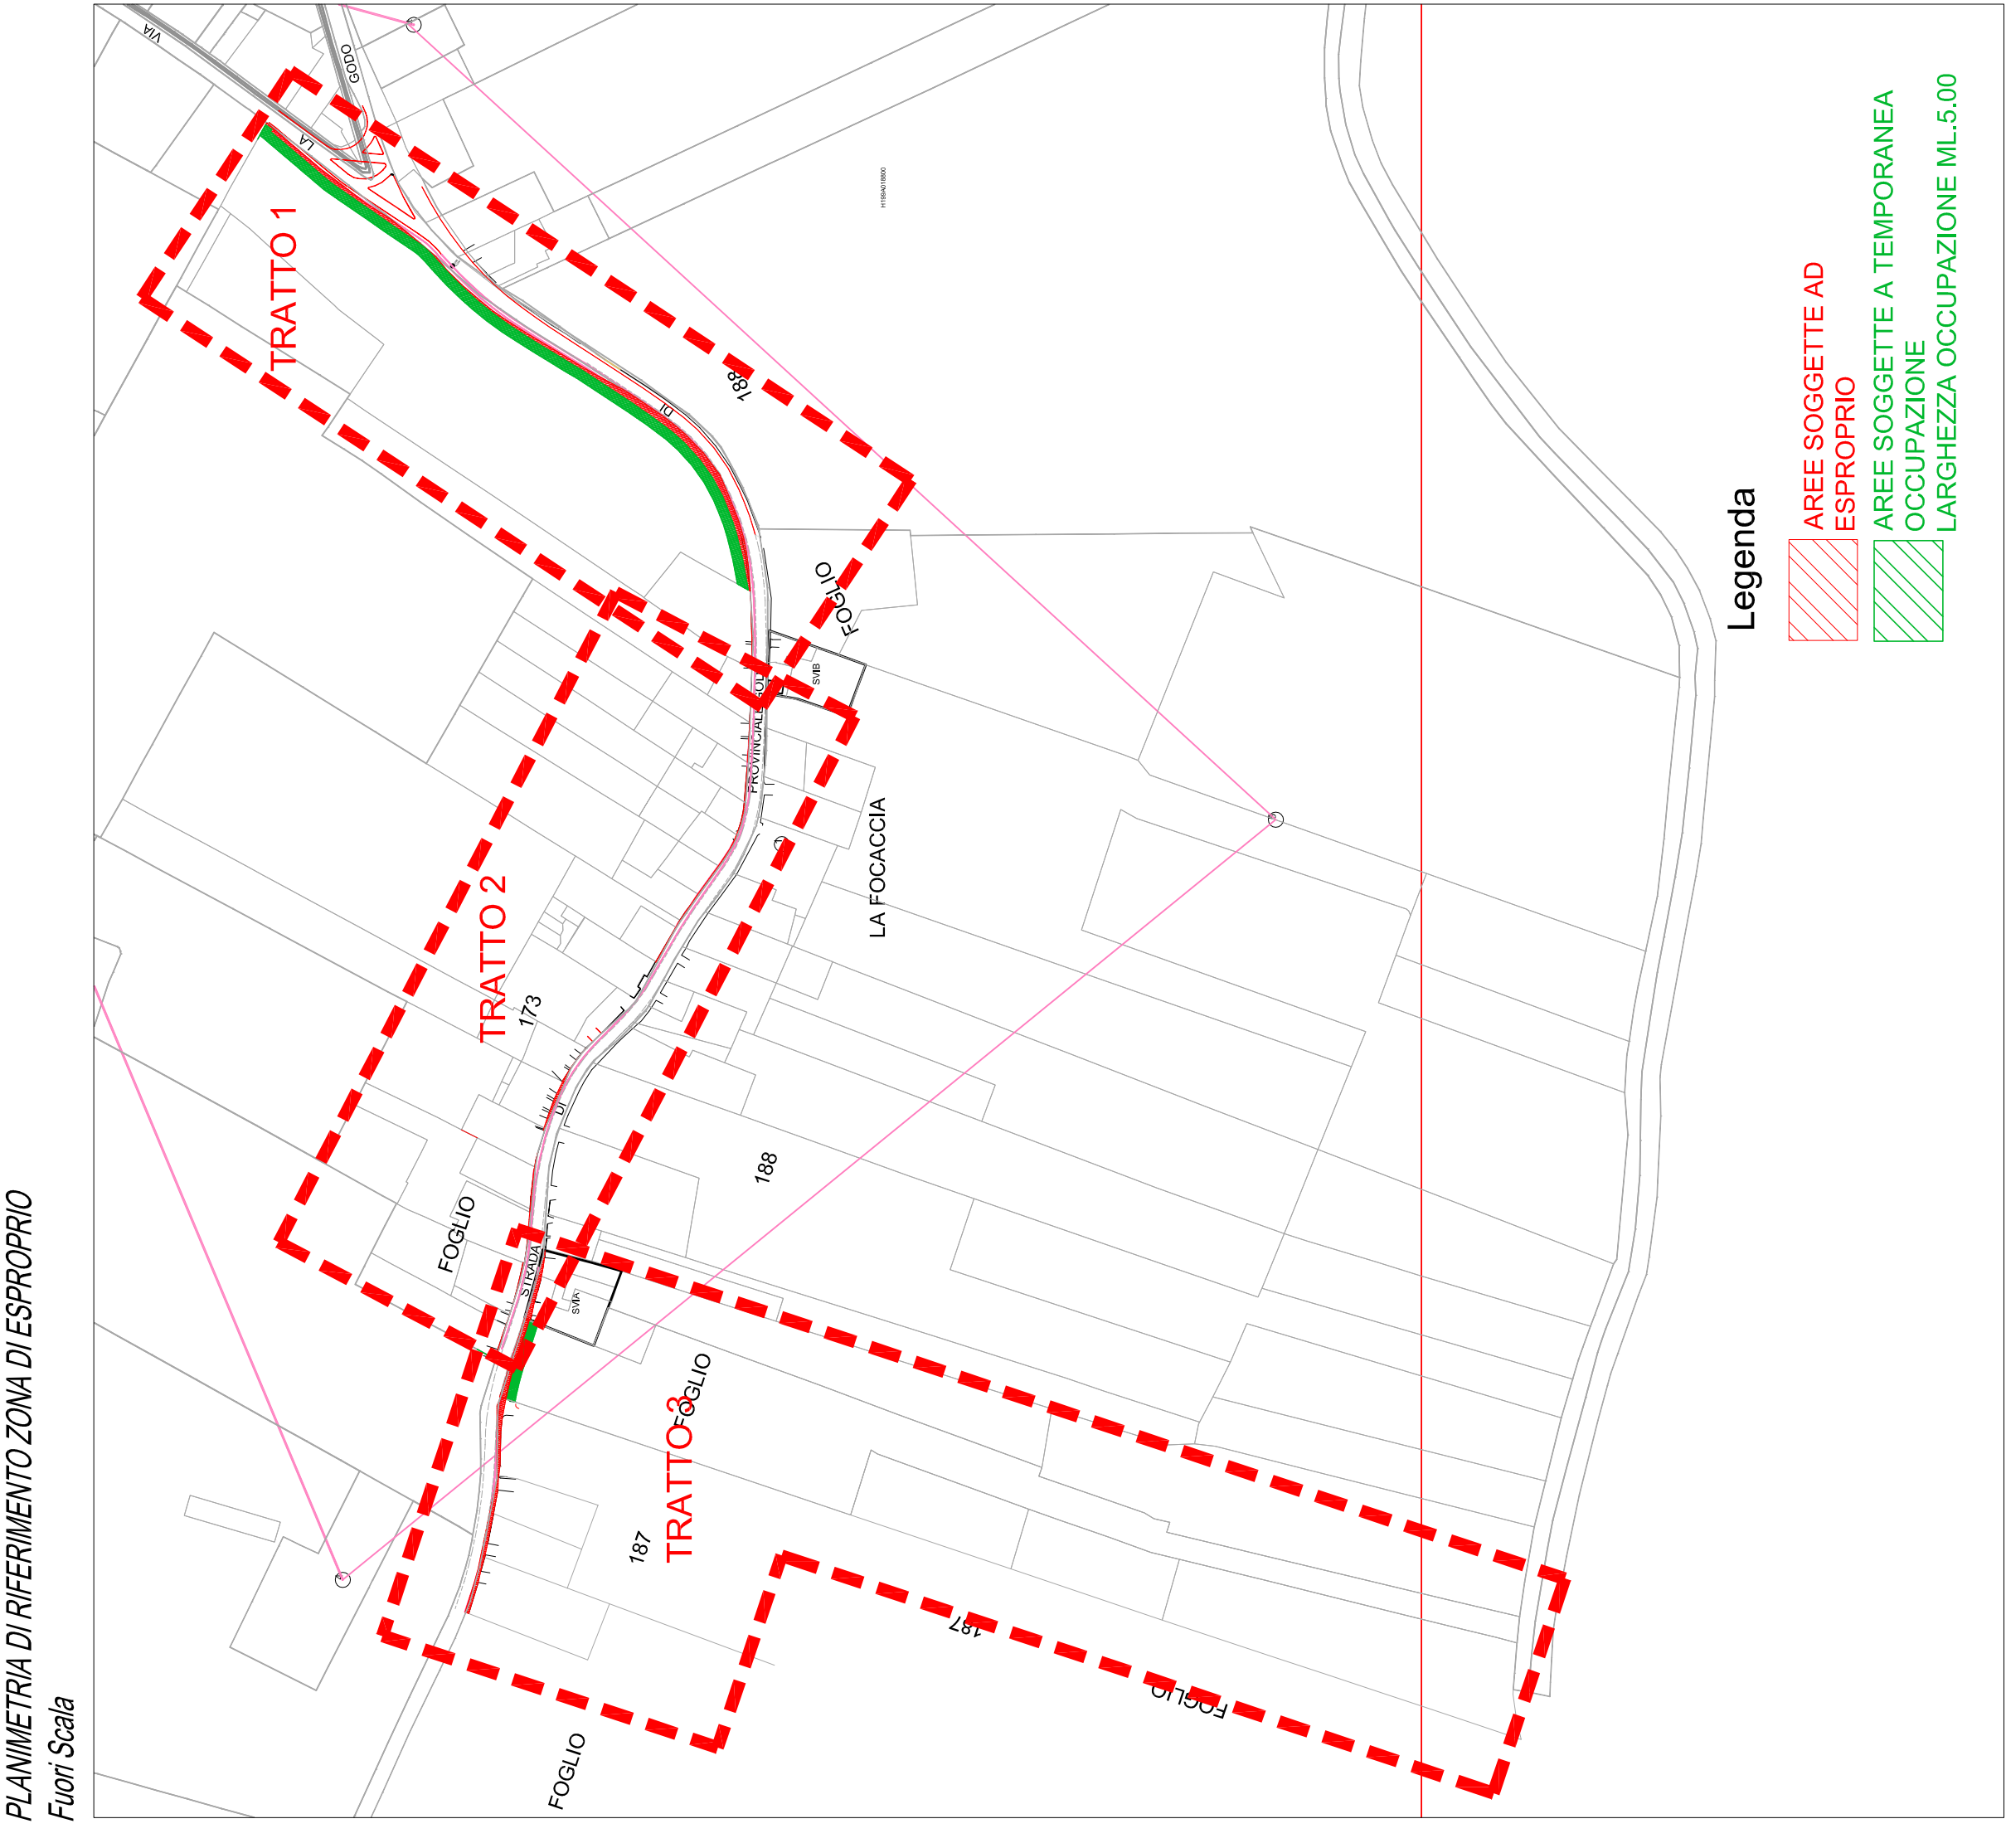 PLANIMETRIA DI RIFERIMENTO ZONA DI ESPROPRIO
Fuori Scala
VIA
LA
GODO
TRATTO 1
H199A018800
DI
188
FOGLIO
SVIB
PROVINCIALE
TRATTO 2
173
LA FOCACCIA
DI
188
FOGLIO
STRADA
SVIA
FOGLIO
TRATTO 3
187
187
FOGLIO
FOGLIO
Legenda
AREE SOGGETTE AD
ESPROPRIO
AREE SOGGETTE A TEMPORANEA
OCCUPAZIONE
LARGHEZZA OCCUPAZIONE ML.5.00